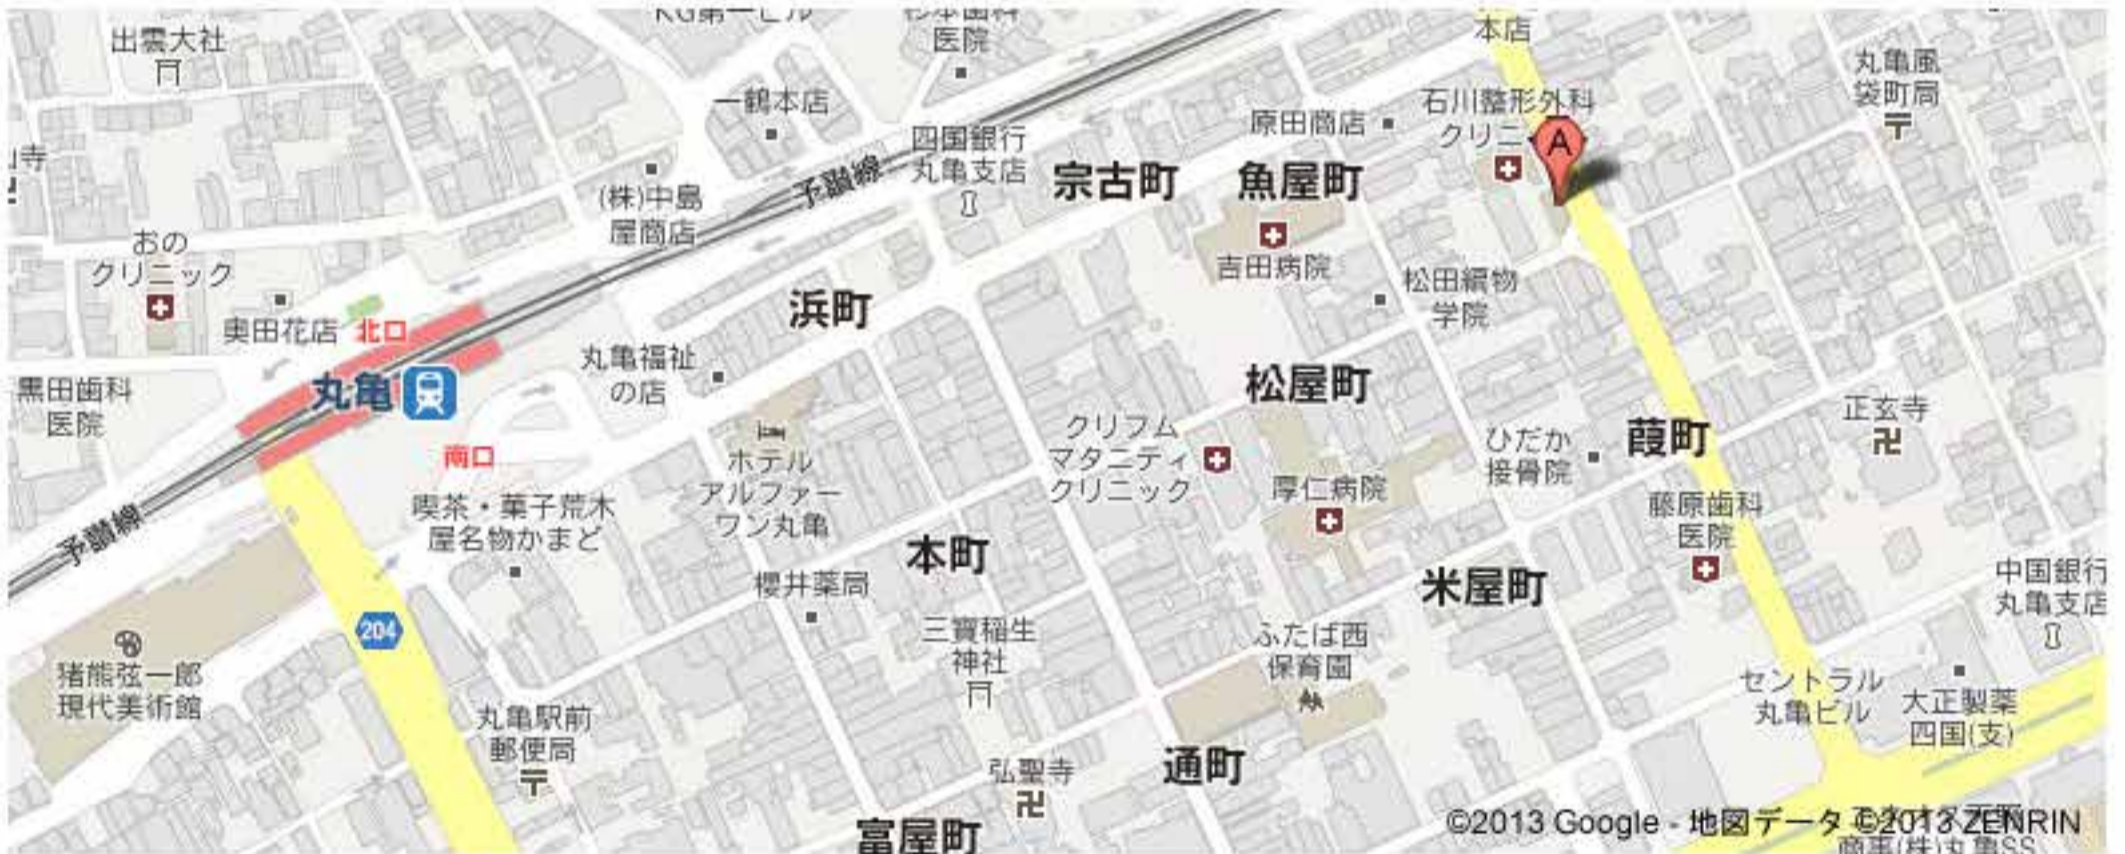 出雲大社
医院
本店
丸亀風
袋町局
一鶴本店
四国銀行
丸亀支店
原田商店
石川整形外科
クリニ
A
寺
(株)中島
屋商店
予讃線
宗古町
魚屋町
おの
クリニック
吉田病院
松田編物
学院
奥田花店
北口
浜町
丸亀福祉
の店
丸亀
黒田歯科
医院
松屋町
南口
ホテル
アルファー
ワン丸亀
マタニティ
クリニック
厚仁病院
ひだか
接骨院
葭町
正玄寺
藤原歯科
医院
予讃線
喫茶・菓子荒木
屋名物かまど
本町
櫻井薬局
米屋町
中国銀行
丸亀支店
204
三寶稲生
神社
ふたば西
保育園
猪熊弦一郎
現代美術館
丸亀駅前
郵便局
セントラル
丸亀ビル
大正製薬
四国(支)
弘聖寺
通町
富屋町
©2013 Google - 地図データ ©2013 ZENRIN